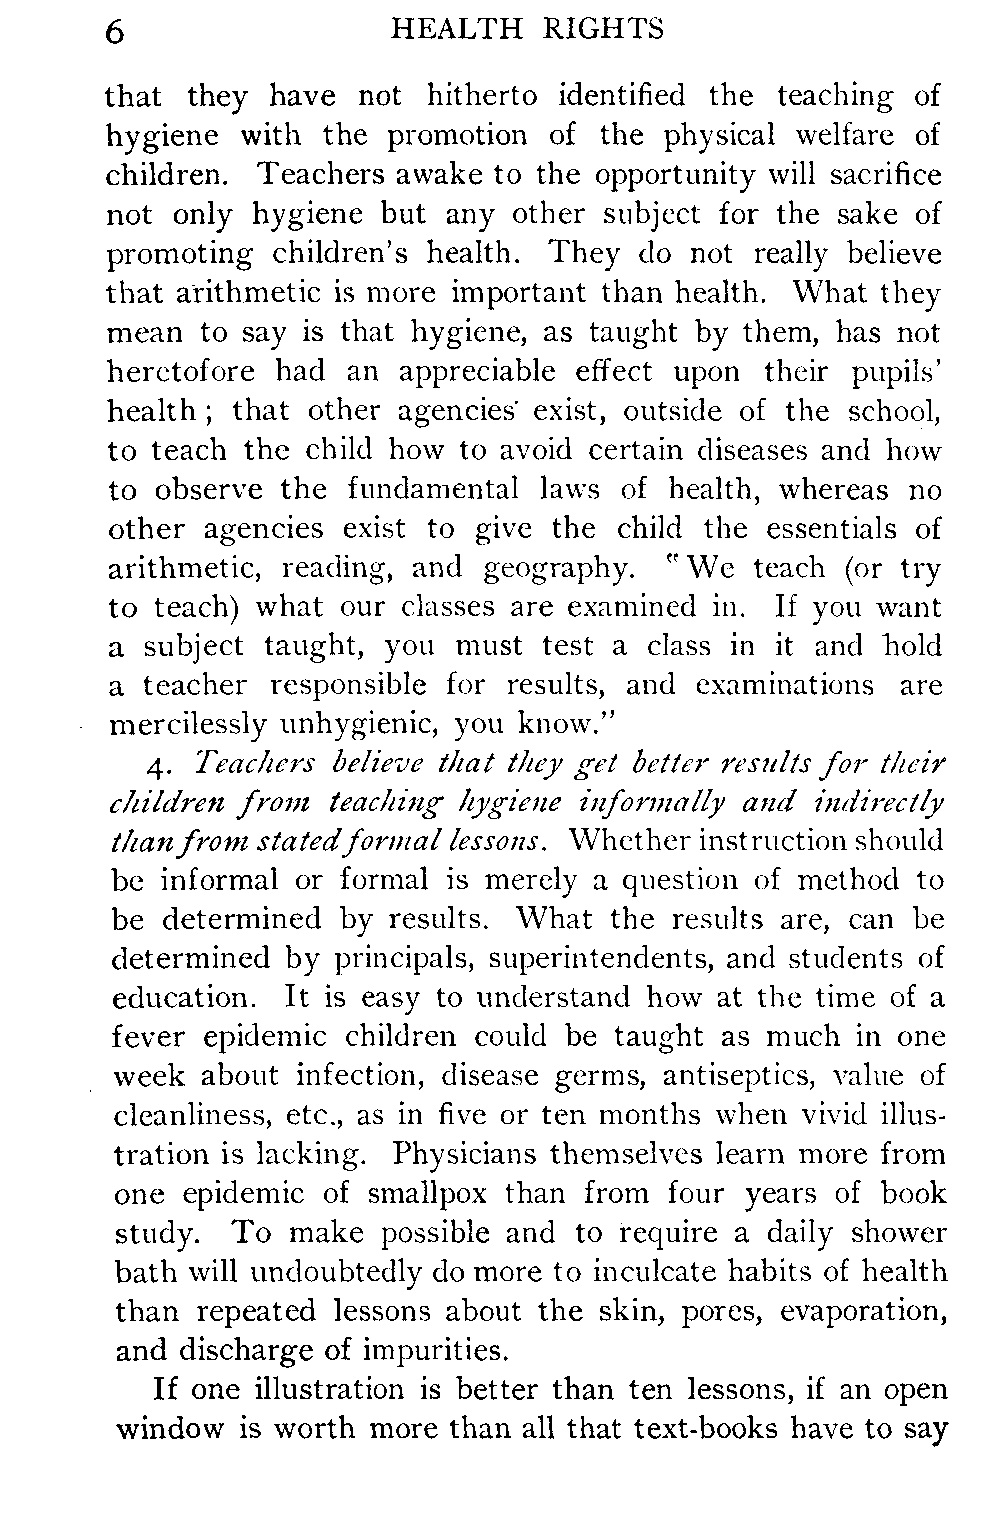 6 HEALTH RIGHTS
that they have not hitherto identified the teaching of
hygiene with the promotion of the physical welfare of
children. Teachers awake to the opportunity will sacrifice
not only hygiene but any other subject for the sake of
promoting children's health. They do not really believe
that arithmetic is more important than health. What they
mean to say is that hygiene, as taught by them, has not
heretofore had an appreciable effect upon their pupils'
health; that other agencies exist, outside of the school,
to teach the child how to avoid certain diseases and how
to observe the fundamental laws of health, whereas no
other agencies exist to give the child the essentials of
arithmetic, reading, and geography. "We teach (or try
to teach) what our classes are examined in. If you want
a subject taught, you must test a class in it and hold
a teacher responsible for results, and examinations are
mercilessly unhygienic, you know."
4. Teachers believe that they get better results for their
children from teaching hygiene informally and indirectly
than from stated formal lessons. Whether instruction should
be informal or formal is merely a question of method to
be determined by results. What the results are, can be
determined by principals, superintendents, and students of
education. It is easy to understand how at the time of a
fever epidemic children could be taught as much in one
week about infection, disease germs, antiseptics, value of
cleanliness, etc., as in five or ten months when vivid illus-
tration is lacking. Physicians themselves learn more from
one epidemic of smallpox than from four years of book
study. To make possible and to require a daily shower
bath will undoubtedly do more to inculcate habits of health
than repeated lessons about the skin, pores, evaporation,
and discharge of impurities.
If one illustration is better than ten lessons, if an open
window is worth more than all that text-books have to say